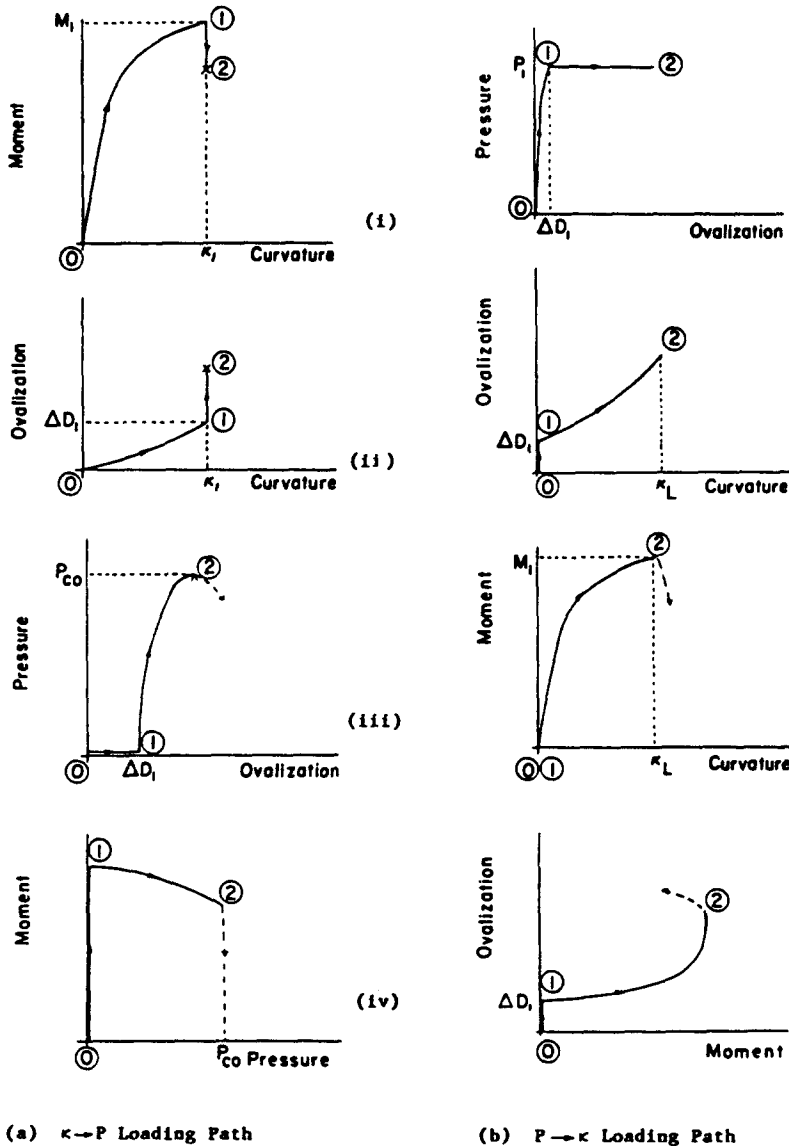 M₁
①
②
Moment
⓪
κ₁
Curvature
(i)
P₁
①
②
Pressure
⓪
ΔD₁
Ovalization
Ovalization
②
ΔD₁
①
⓪
κ₁
Curvature
(ii)
Ovalization
②
ΔD₁
①
⓪
κL
Curvature
Pco
②
Pressure
①
⓪
ΔD₁
Ovalization
(iii)
M₁
②
Moment
⓪①
κL
Curvature
①
②
Moment
⓪
Pco Pressure
(iv)
Ovalization
②
①
ΔD₁
⓪
Moment
(a) κ→P Loading Path
(b) P→κ Loading Path